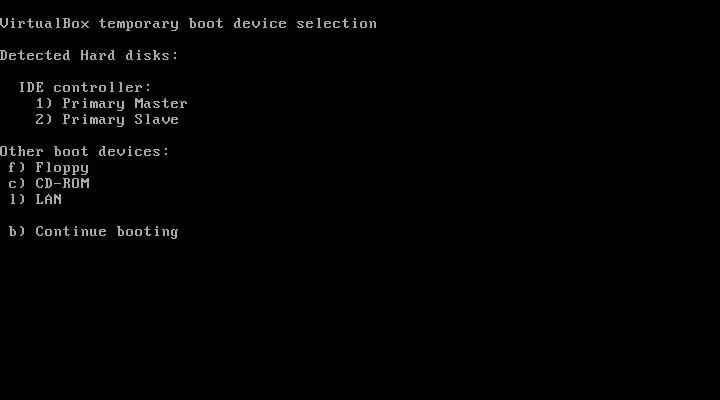 VirtualBox temporary boot device selection
Detected Hard disks:
IDE controller:
1) Primary Master
2) Primary Slave
Other boot devices:
f) Floppy
c) CD-ROM
l) LAN
b) Continue booting